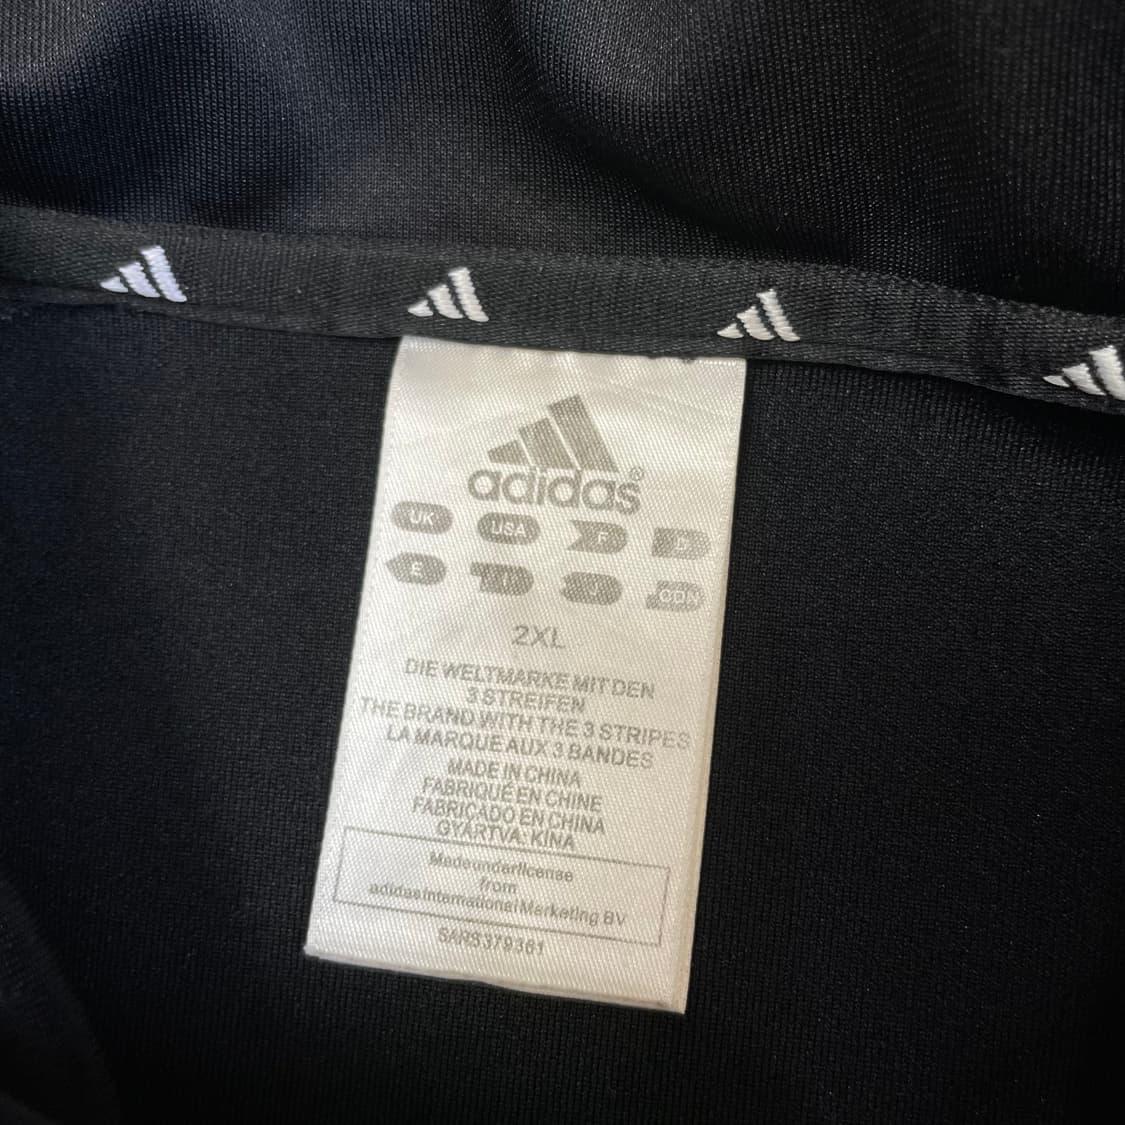 adidas®
UK USA F D
E I J CDN
2XL
DIE WELTMARKE MIT DEN
3 STREIFEN
THE BRAND WITH THE 3 STRIPES
LA MARQUE AUX 3 BANDES
MADE IN CHINA
FABRIQUÉ EN CHINE
FABRICADO EN CHINA
GYÁRTVA: KÍNA
Made under license
from
adidas International Marketing BV
SARS379361